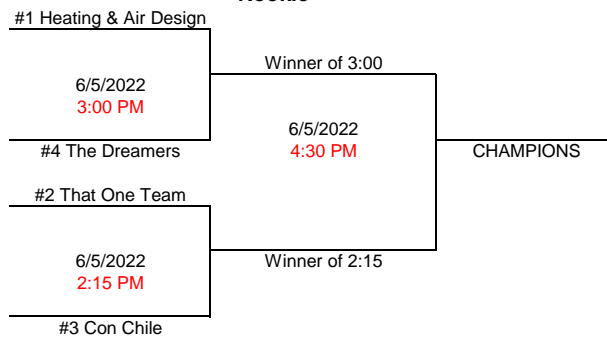 #1 Heating & Air Design
Winner of 3:00
6/5/2022
3:00 PM
6/5/2022
4:30 PM
#4 The Dreamers
CHAMPIONS
#2 That One Team
6/5/2022
2:15 PM
Winner of 2:15
#3 Con Chile